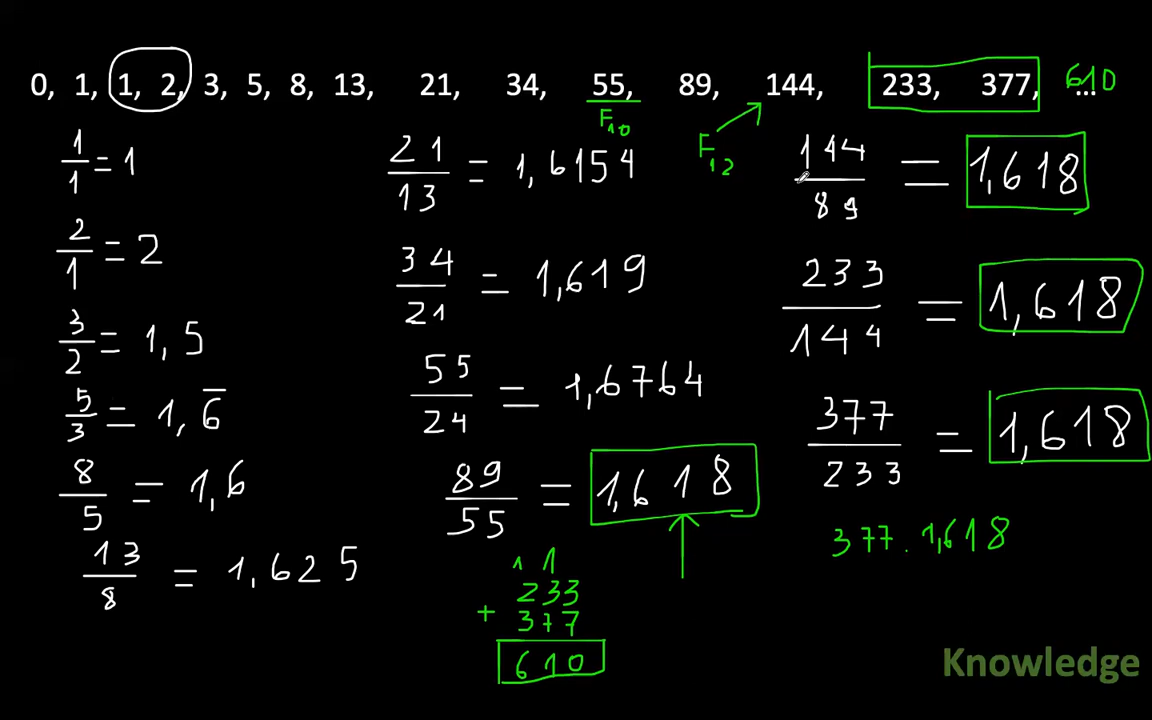 0, 1, 1, 2, 3, 5, 8, 13, 21, 34, 55, 89, 144, 233, 377, ... 610
F10
F12
1/1 = 1
2/1 = 2
3/2 = 1,5
5/3 = 1,6̅
8/5 = 1,6
13/8 = 1,625
21/13 = 1,6154
34/21 = 1,619
55/24 = 1,6764
89/55 = 1,618
1 1
233
+ 377
610
144/89 = 1,618
233/144 = 1,618
377/233 = 1,618
377 . 1,618
Knowledge